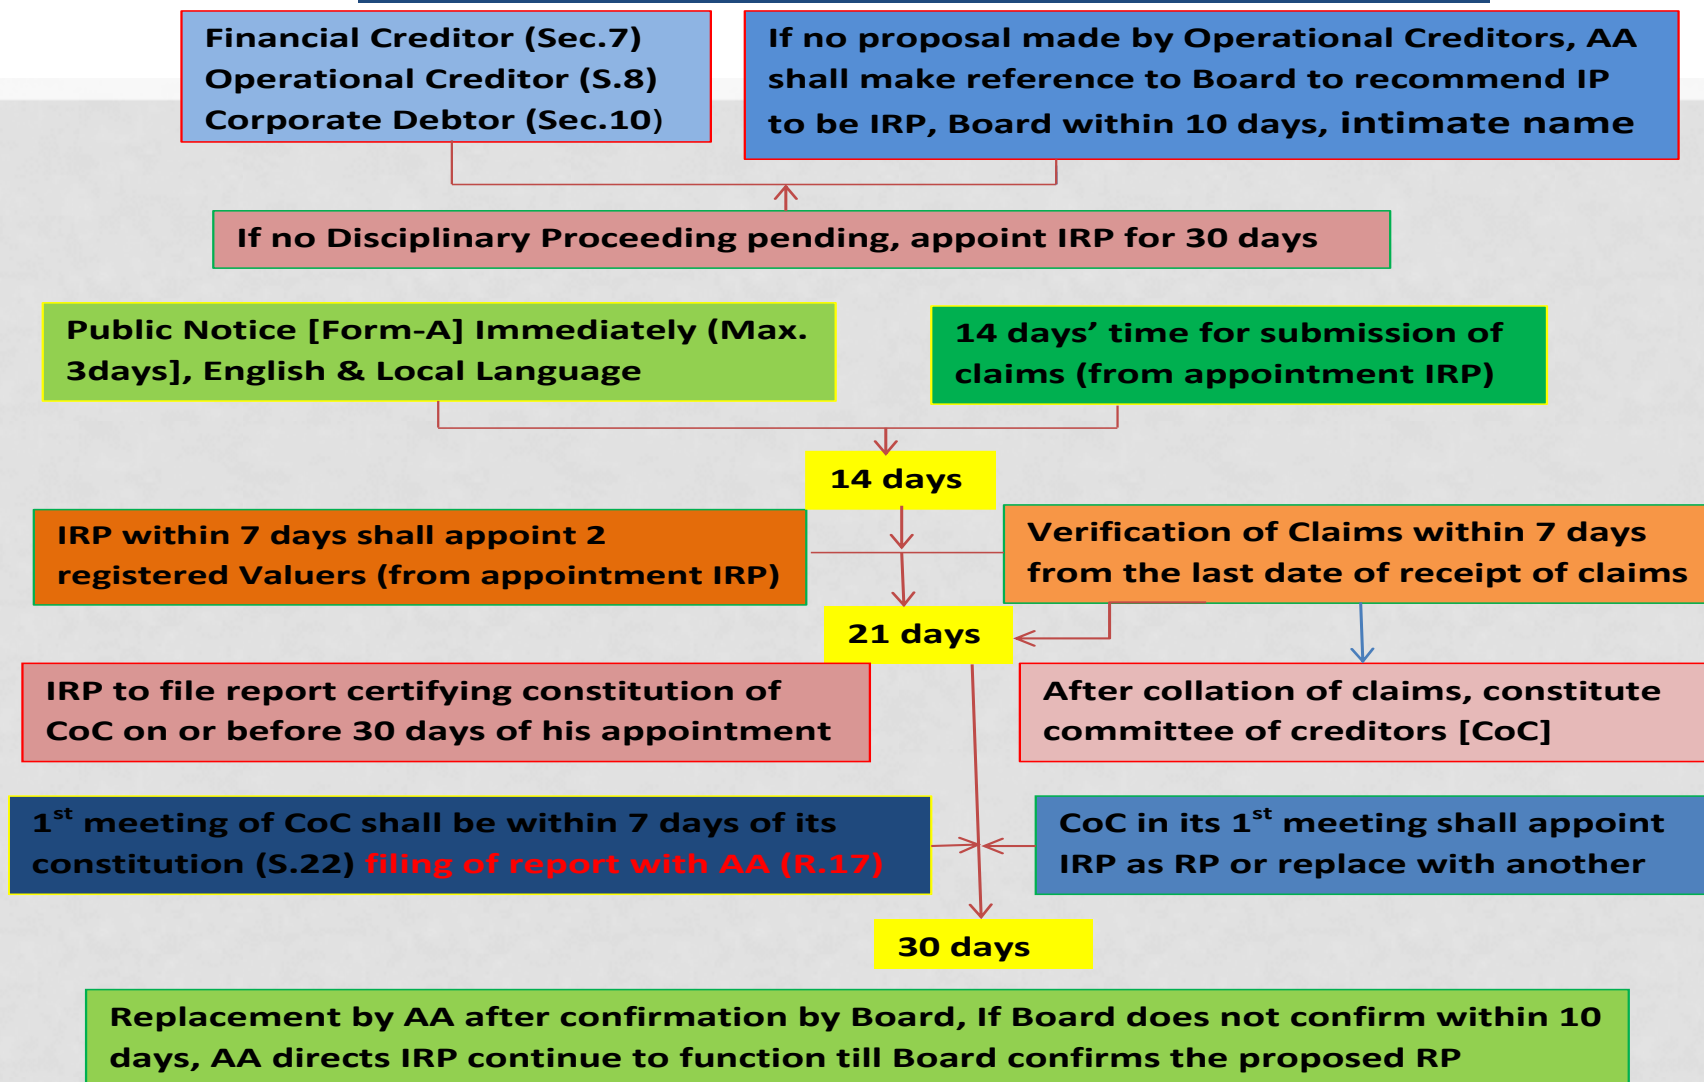 Financial Creditor (Sec.7)
Operational Creditor (S.8)
Corporate Debtor (Sec.10)
If no proposal made by Operational Creditors, AA
shall make reference to Board to recommend IP
to be IRP, Board within 10 days, intimate name
If no Disciplinary Proceeding pending, appoint IRP for 30 days
Public Notice [Form-A] Immediately (Max.
3days], English & Local Language
14 days’ time for submission of
claims (from appointment IRP)
14 days
IRP within 7 days shall appoint 2
registered Valuers (from appointment IRP)
Verification of Claims within 7 days
from the last date of receipt of claims
21 days
IRP to file report certifying constitution of
CoC on or before 30 days of his appointment
After collation of claims, constitute
committee of creditors [CoC]
1st meeting of CoC shall be within 7 days of its
constitution (S.22) filing of report with AA (R.17)
CoC in its 1st meeting shall appoint
IRP as RP or replace with another
30 days
Replacement by AA after confirmation by Board, If Board does not confirm within 10
days, AA directs IRP continue to function till Board confirms the proposed RP